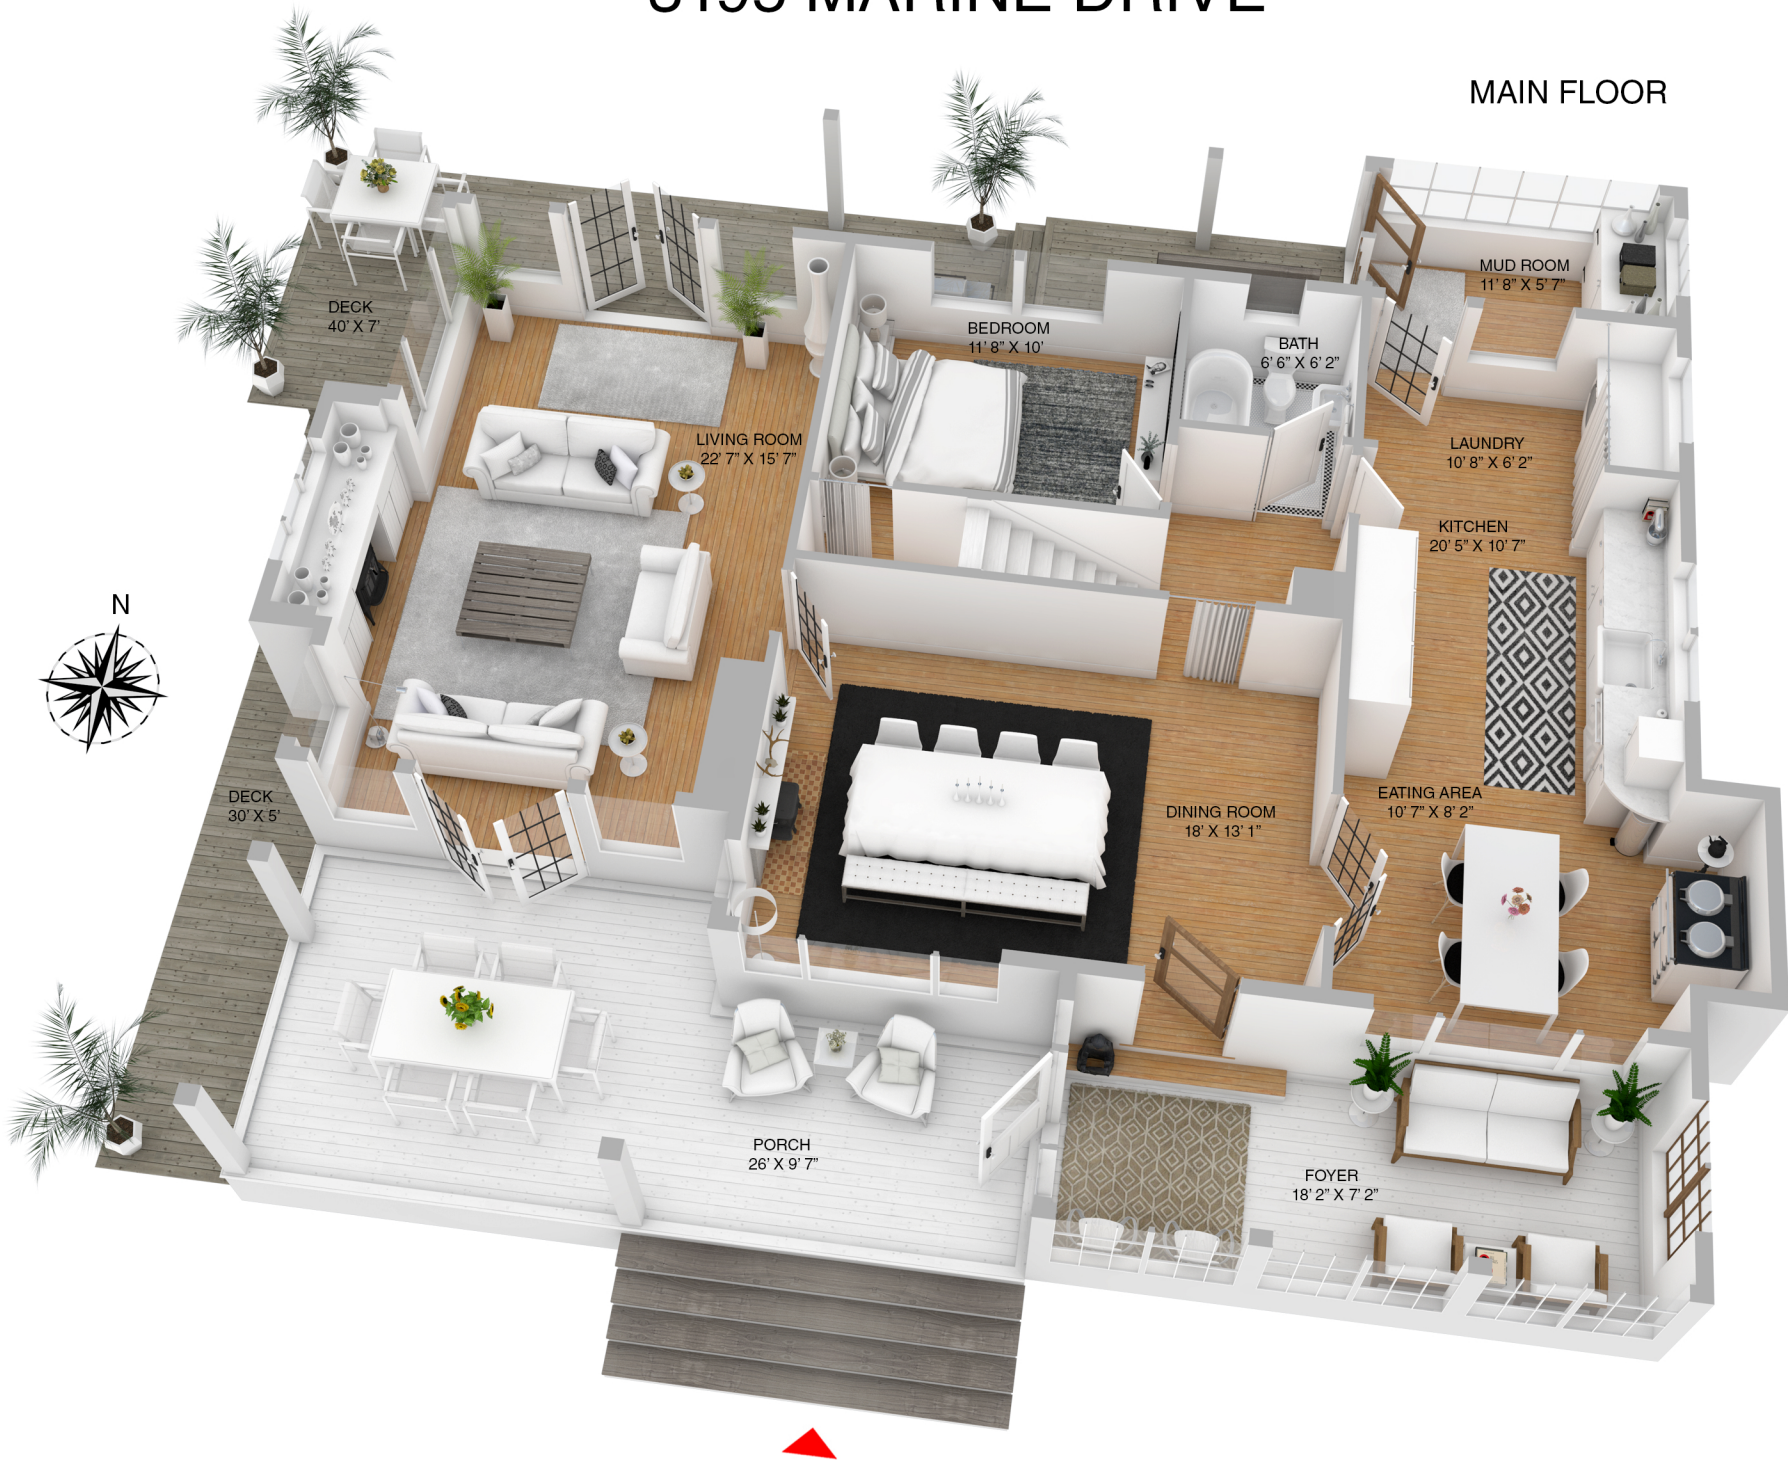 MARINE DRIVE
MAIN FLOOR
MUD ROOM
11’ 8” X 5’ 7”
DECK
40’ X 7’
BEDROOM
11’ 8” X 10’
BATH
6’ 6” X 6’ 2”
LIVING ROOM
22’ 7” X 15’ 7”
LAUNDRY
10’ 8” X 6’ 2”
KITCHEN
20’ 5” X 10’ 7”
N
DECK
30’ X 5’
EATING AREA
10’ 7” X 8’ 2”
DINING ROOM
18’ X 13’ 1”
PORCH
26’ X 9’ 7”
FOYER
18’ 2” X 7’ 2”